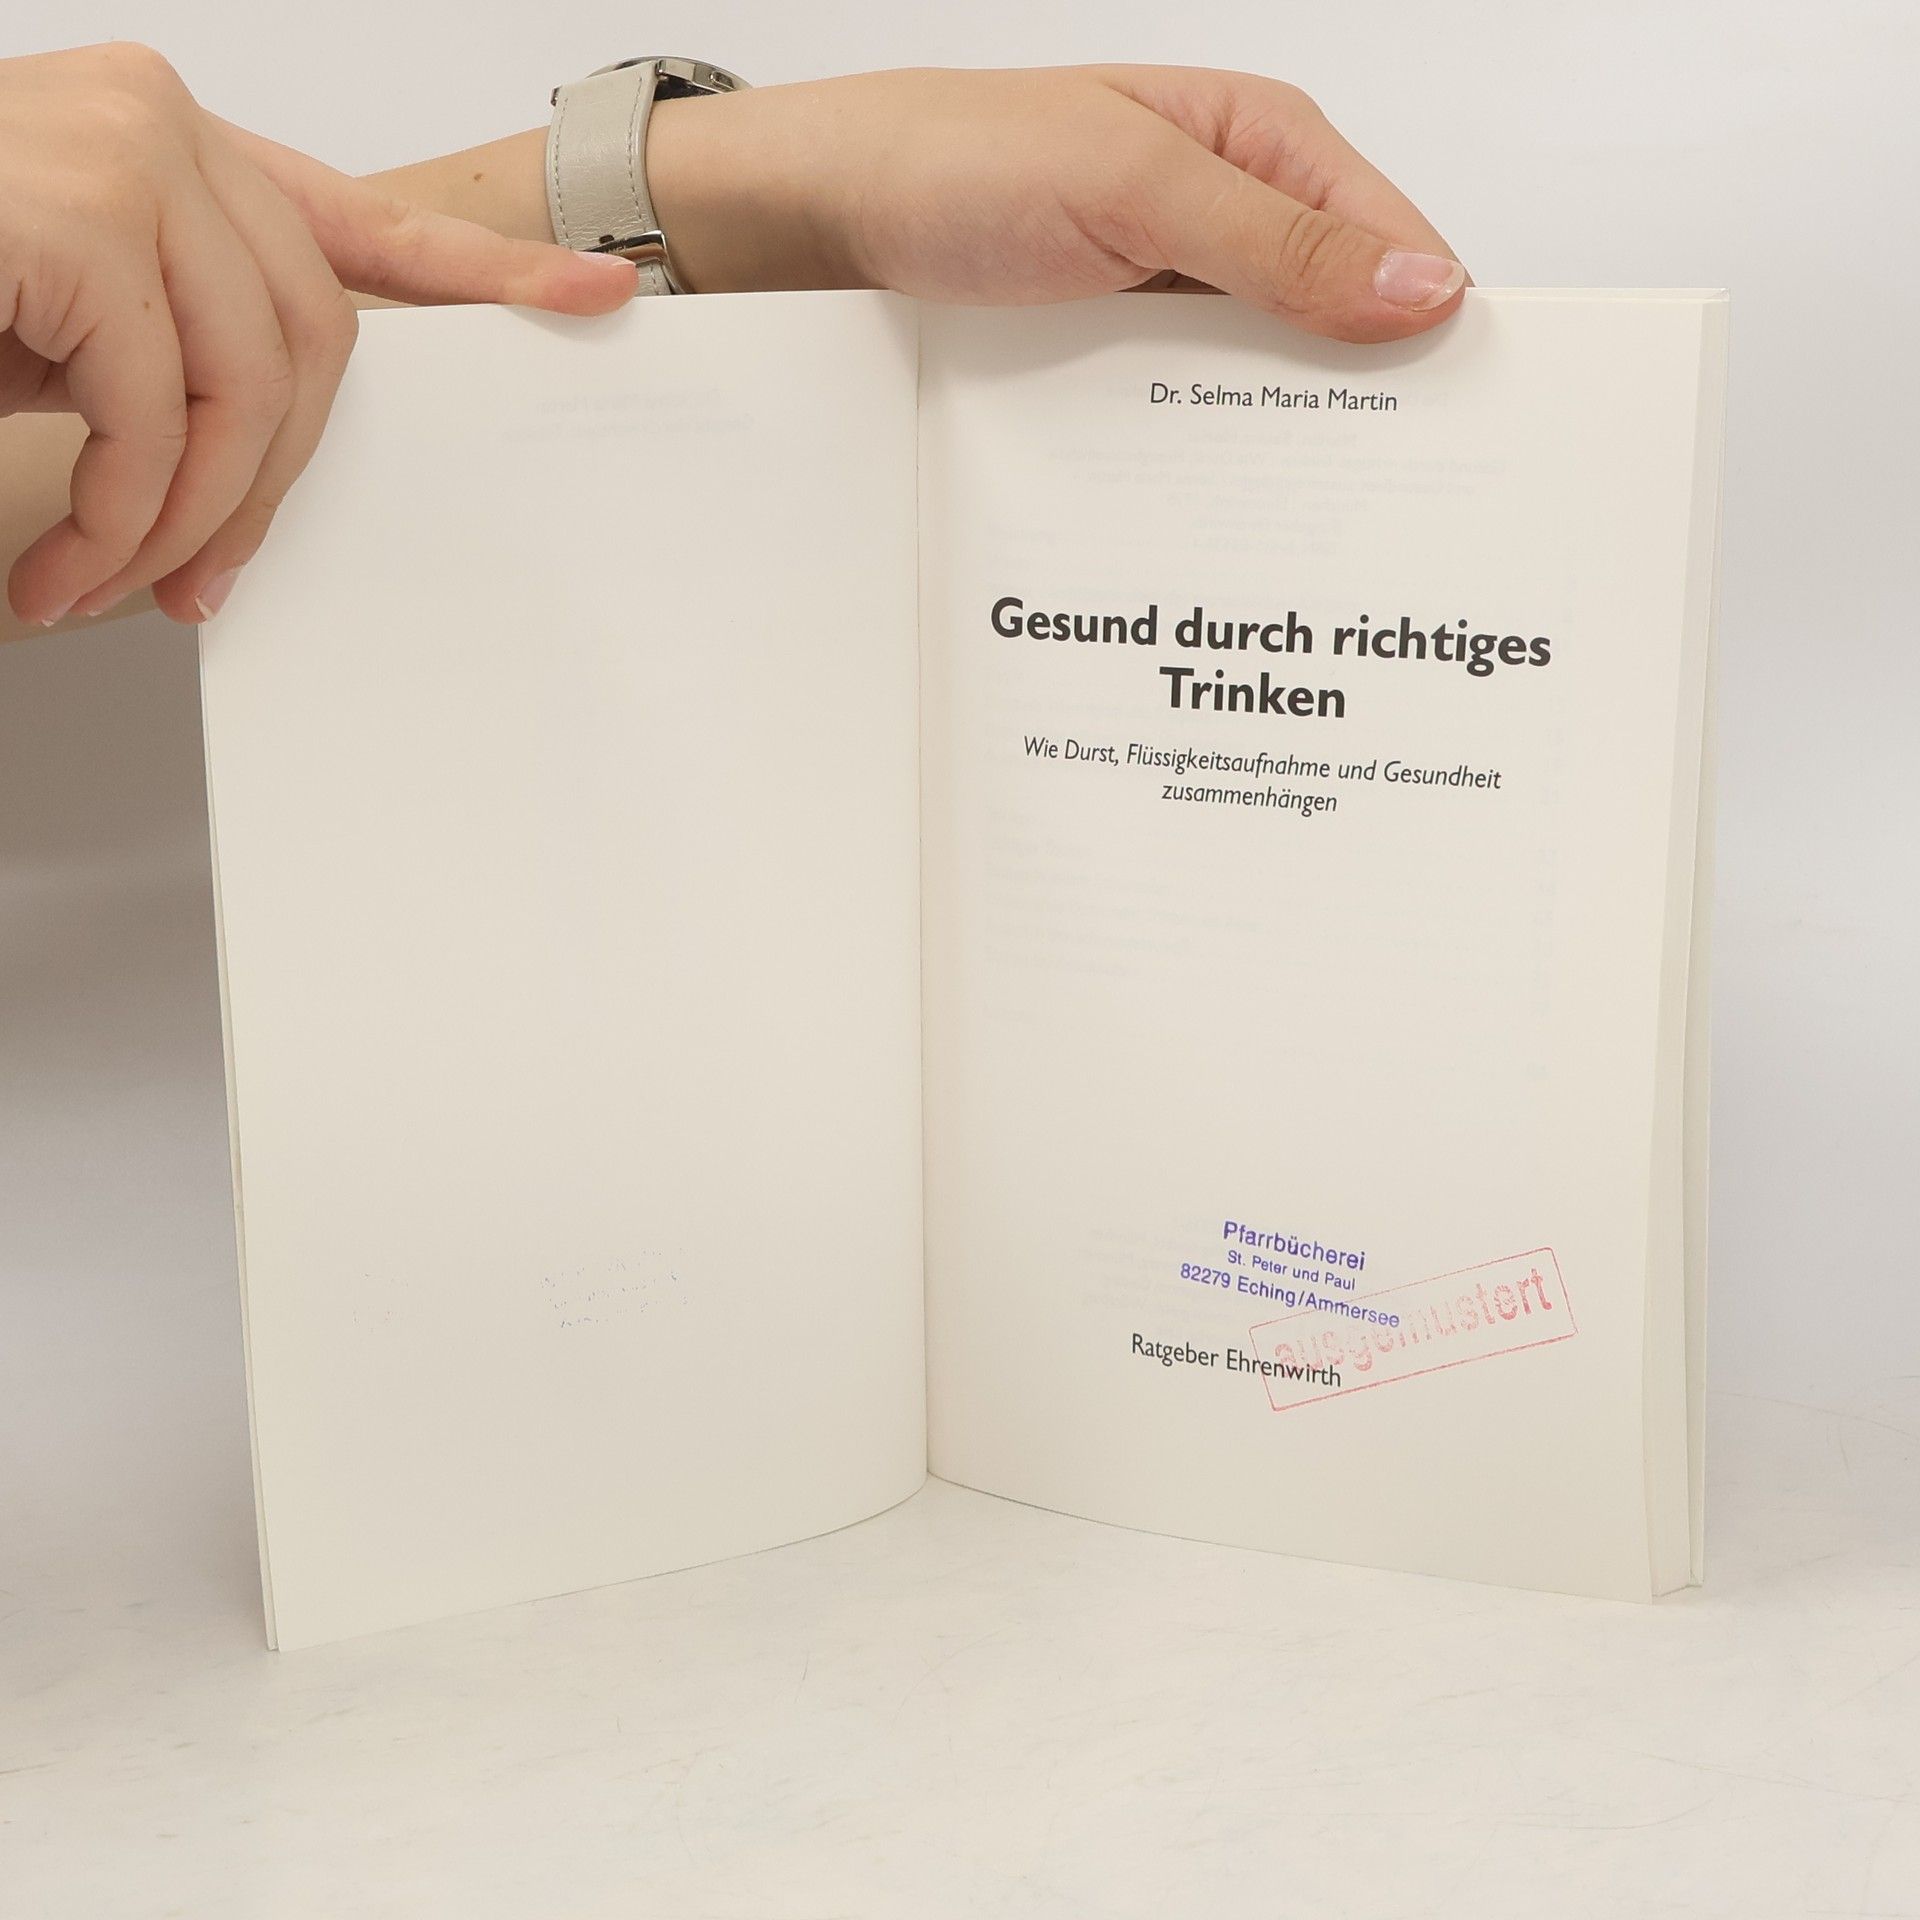 Dr. Selma Maria Martin
Gesund durch richtiges
Trinken
Wie Durst, Flüssigkeitsaufnahme und Gesundheit
zusammenhängen
Pfarrbücherei
St. Peter und Paul
82279 Eching/Ammersee
ausgemustert
Ratgeber Ehrenwirth